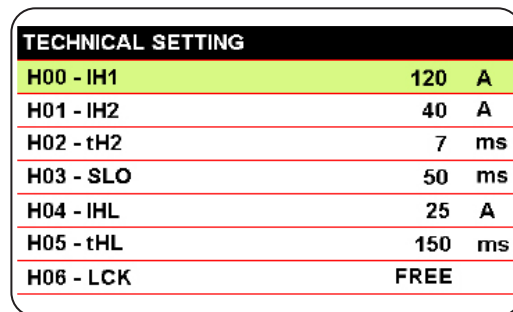 TECHNICAL SETTING
H00 - IH1 120 A
H01 - IH2 40 A
H02 - tH2 7 ms
H03 - SLO 50 ms
H04 - IHL 25 A
H05 - tHL 150 ms
H06 - LCK FREE